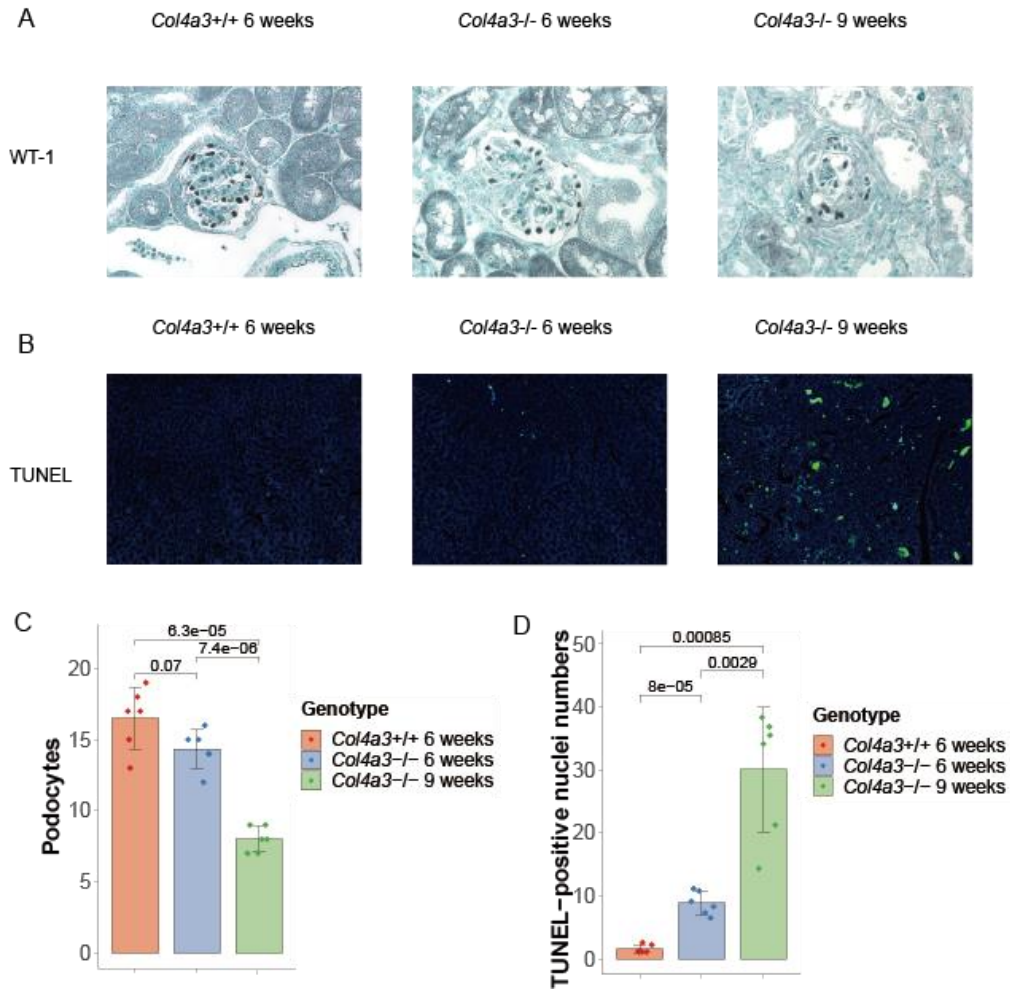 A
Col4a3+/+ 6 weeks
Col4a3-/- 6 weeks
Col4a3-/- 9 weeks
WT-1
B
Col4a3+/+ 6 weeks
Col4a3-/- 6 weeks
Col4a3-/- 9 weeks
TUNEL
C
Podocytes
20
15
10
5
0
6.3e-05
7.4e-06
0.07
Genotype
Col4a3+/+ 6 weeks
Col4a3-/- 6 weeks
Col4a3-/- 9 weeks
D
TUNEL-positive nuclei numbers
50
40
30
20
10
0
0.00085
0.0029
8e-05
Genotype
Col4a3+/+ 6 weeks
Col4a3-/- 6 weeks
Col4a3-/- 9 weeks